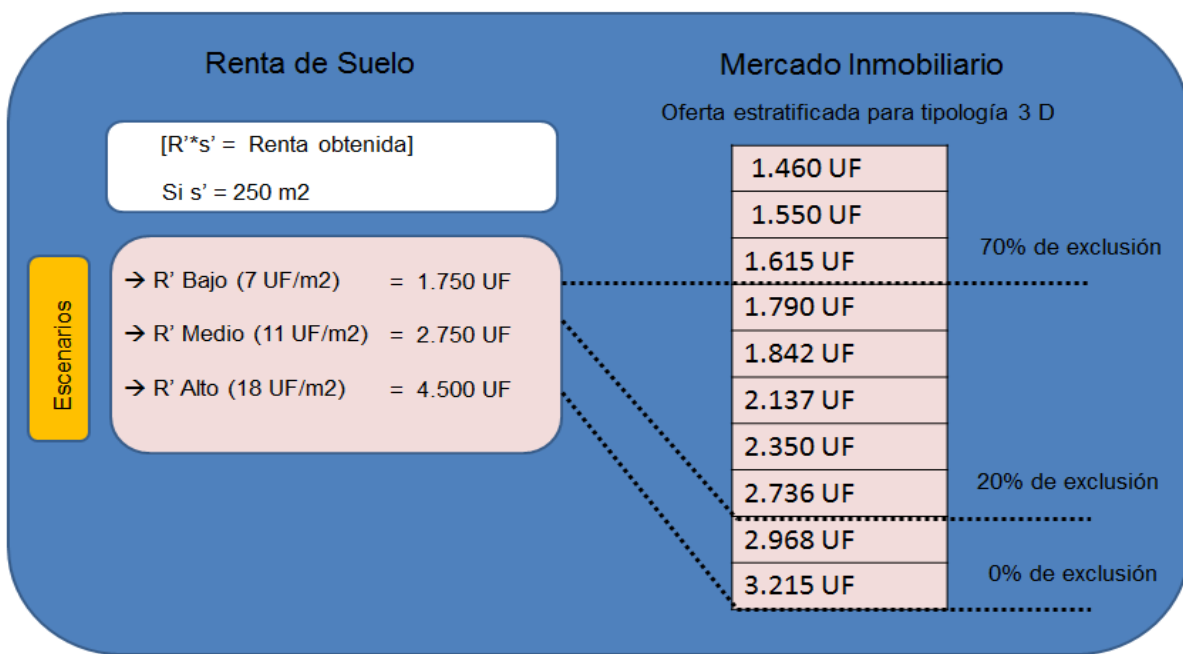 Renta de Suelo
[R'*s' = Renta obtenida]
Si s' = 250 m2
Escenarios
→ R' Bajo (7 UF/m2) = 1.750 UF
→ R' Medio (11 UF/m2) = 2.750 UF
→ R' Alto (18 UF/m2) = 4.500 UF
Mercado Inmobiliario
Oferta estratificada para tipología 3 D
1.460 UF
1.550 UF
1.615 UF
1.790 UF
1.842 UF
2.137 UF
2.350 UF
2.736 UF
2.968 UF
3.215 UF
70% de exclusión
20% de exclusión
0% de exclusión